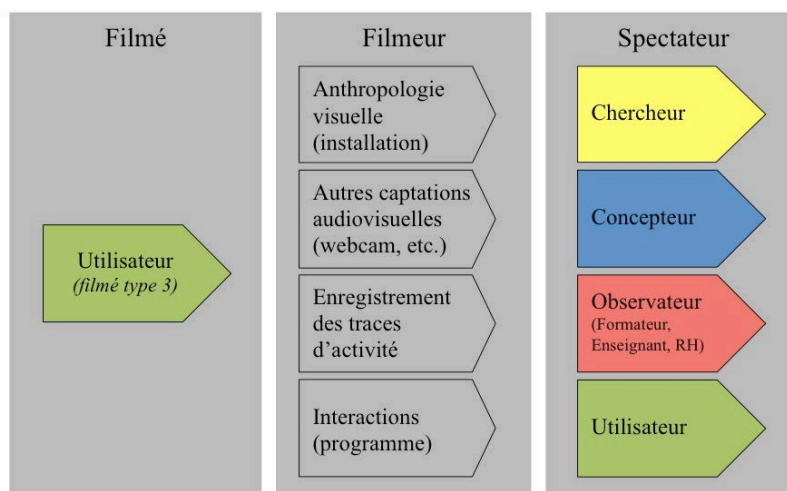 Filmé
Utilisateur
(filmé type 3)
Filmeur
Anthropologie
visuelle
(installation)
Autres captations
audiovisuelles
(webcam, etc.)
Enregistrement
des traces
d’activité
Interactions
(programme)
Spectateur
Chercheur
Concepteur
Observateur
(Formateur,
Enseignant, RH)
Utilisateur